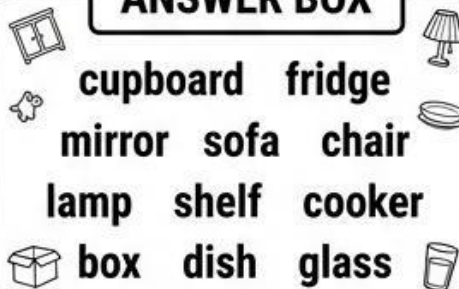 ANSWER BOX
cupboard fridge
mirror sofa chair
lamp shelf cooker
box dish glass